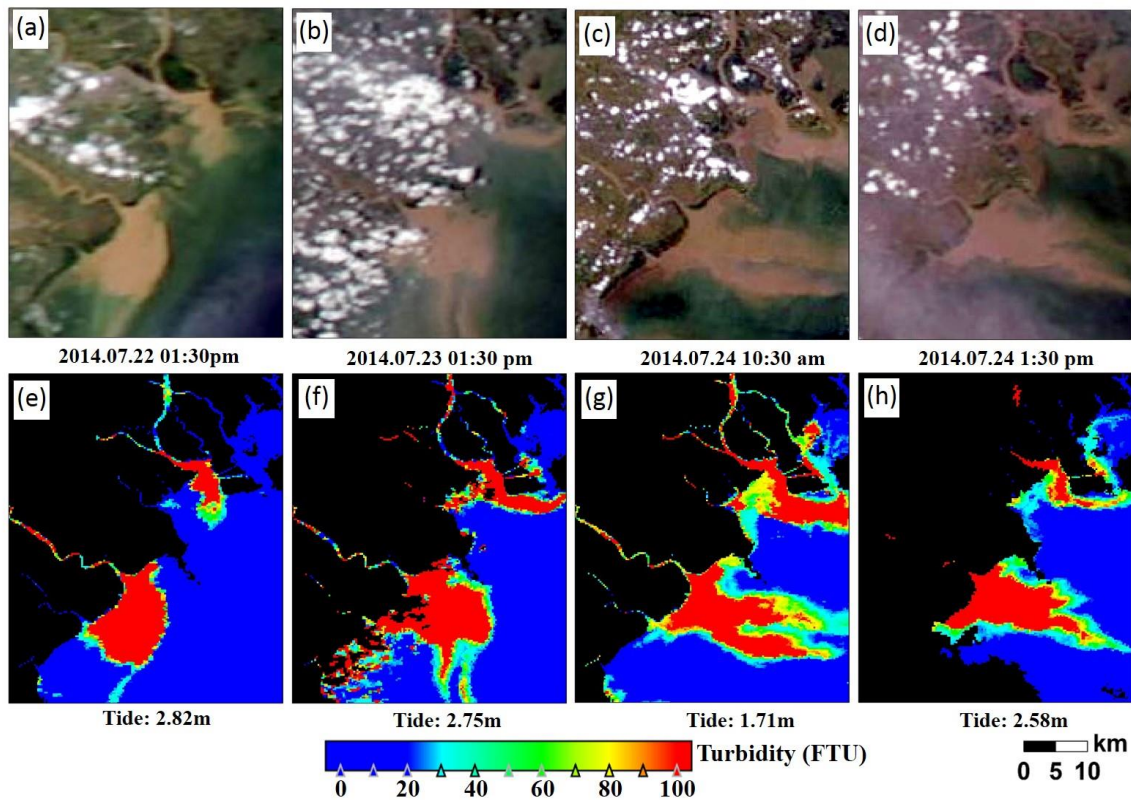 (a)
(b)
(c)
(d)
2014.07.22 01:30pm
2014.07.23 01:30 pm
2014.07.24 10:30 am
2014.07.24 1:30 pm
(e)
(f)
(g)
(h)
Tide: 2.82m
Tide: 2.75m
Tide: 1.71m
Tide: 2.58m
Turbidity (FTU)
0 20 40 60 80 100
km
0 5 10